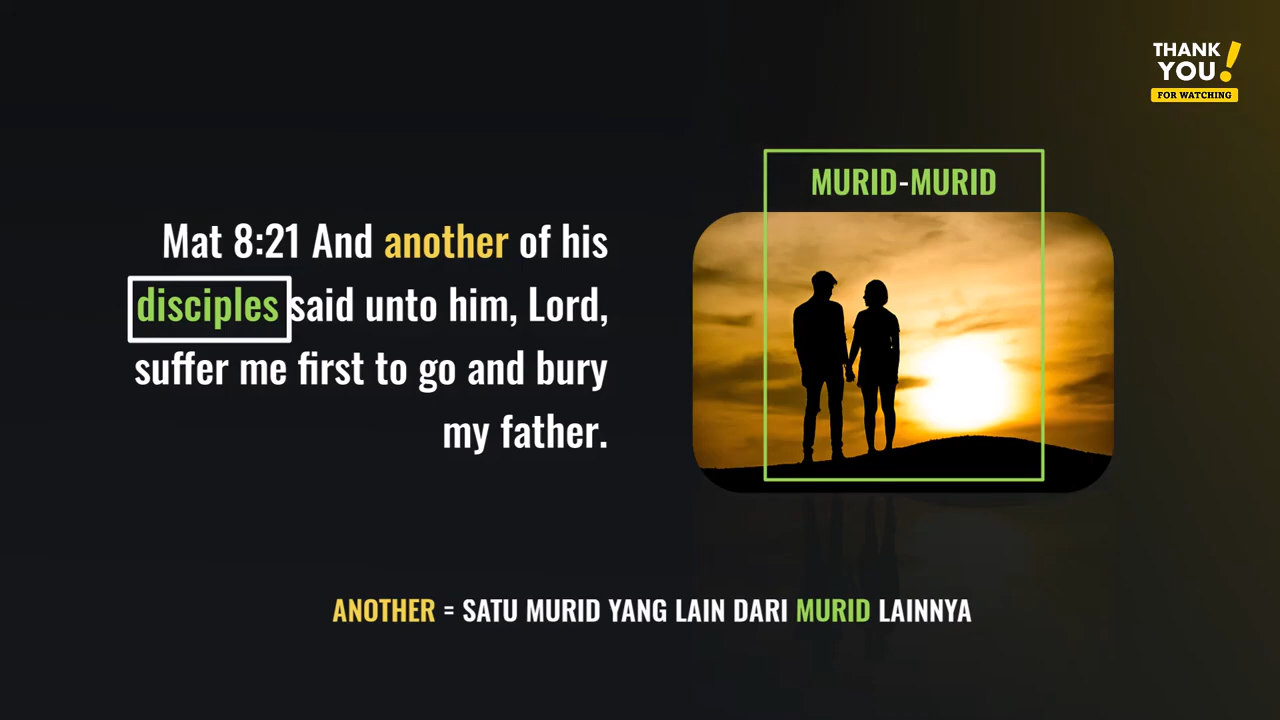 THANK
YOU!
FOR WATCHING
MURID-MURID
Mat 8:21 And another of his
disciples said unto him, Lord,
suffer me first to go and bury
my father.
ANOTHER = SATU MURID YANG LAIN DARI MURID LAINNYA